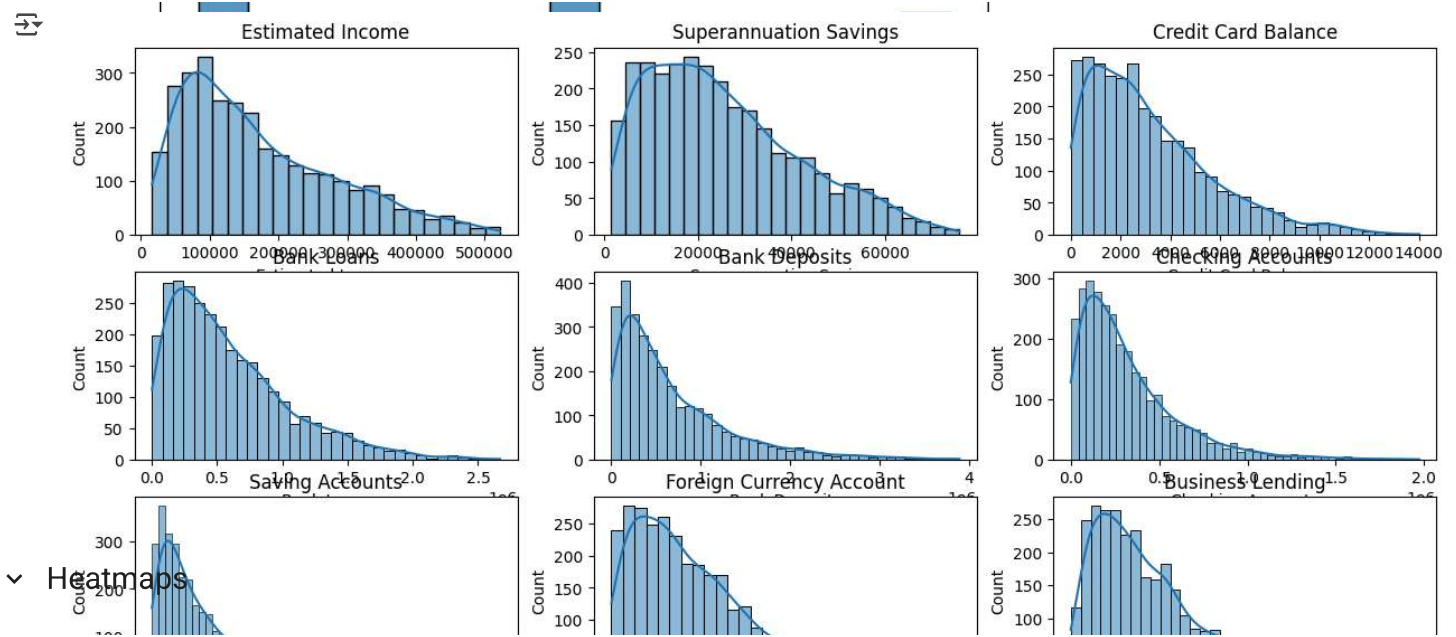 Estimated Income
Superannuation Savings
Credit Card Balance
300
200
100
0
Count
0 100000 200000 300000 400000 500000
250
200
150
100
50
0
Count
0 20000 40000 60000
250
200
150
100
50
0
Count
0 2000 4000 6000 8000 10000 12000 14000
Bank Loans
Bank Deposits
Checking Accounts
250
200
150
100
50
0
Count
0.0 0.5 1.0 1.5 2.0 2.5
400
300
200
100
0
Count
0 1 2 3 4
300
200
100
0
Count
0.0 0.5 1.0 1.5 2.0
Saving Accounts
Foreign Currency Account
Business Lending
300
200
100
Count
250
200
150
100
Count
250
200
150
100
Count
Heatmaps